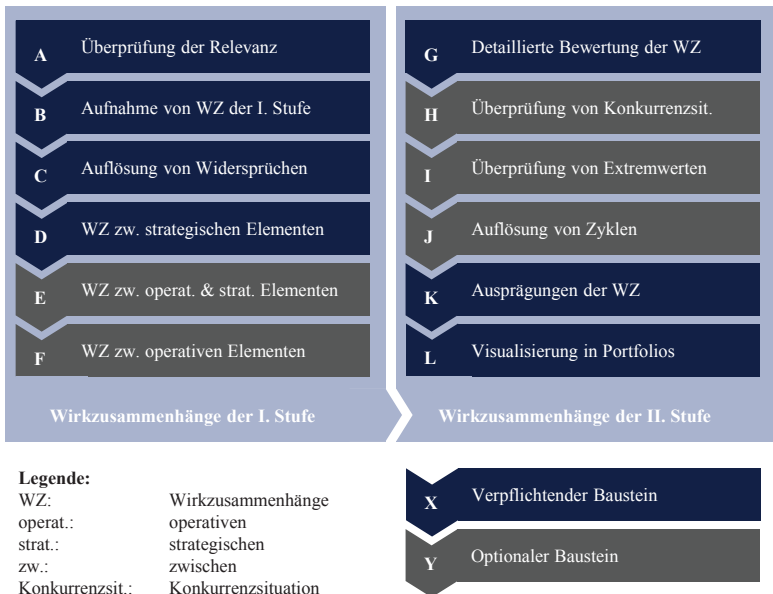 A Überprüfung der Relevanz
B Aufnahme von WZ der I. Stufe
C Auflösung von Widersprüchen
D WZ zw. strategischen Elementen
E WZ zw. operat. & strat. Elementen
F WZ zw. operativen Elementen
Wirkzusammenhänge der I. Stufe
G Detaillierte Bewertung der WZ
H Überprüfung von Konkurrenzsit.
I Überprüfung von Extremwerten
J Auflösung von Zyklen
K Ausprägungen der WZ
L Visualisierung in Portfolios
Wirkzusammenhänge der II. Stufe
Legende:
WZ: Wirkzusammenhänge
operat.: operativen
strat.: strategischen
zw.: zwischen
Konkurrenzsit.: Konkurrenzsituation
X Verpflichtender Baustein
Y Optionaler Baustein